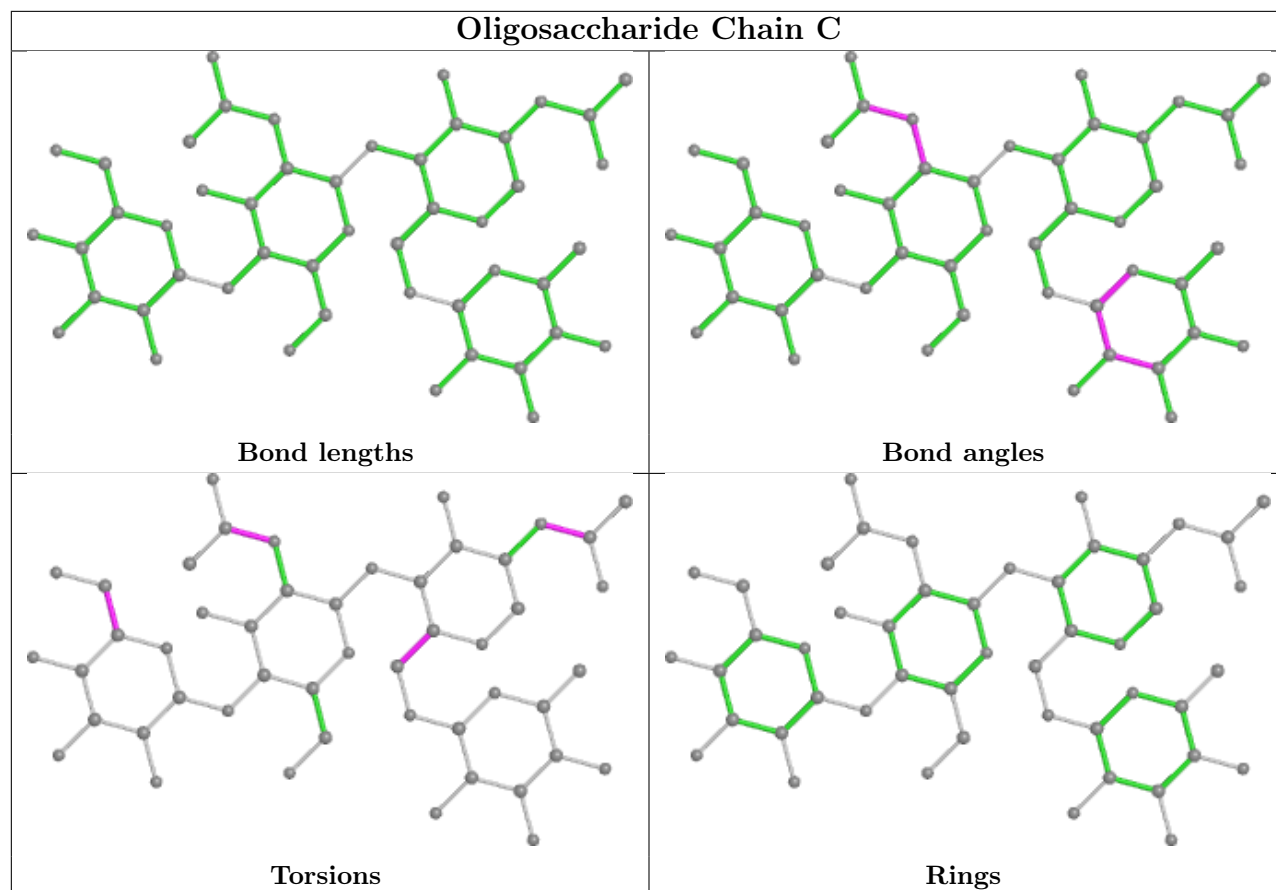 Oligosaccharide Chain C
Bond lengths
Bond angles
Torsions
Rings